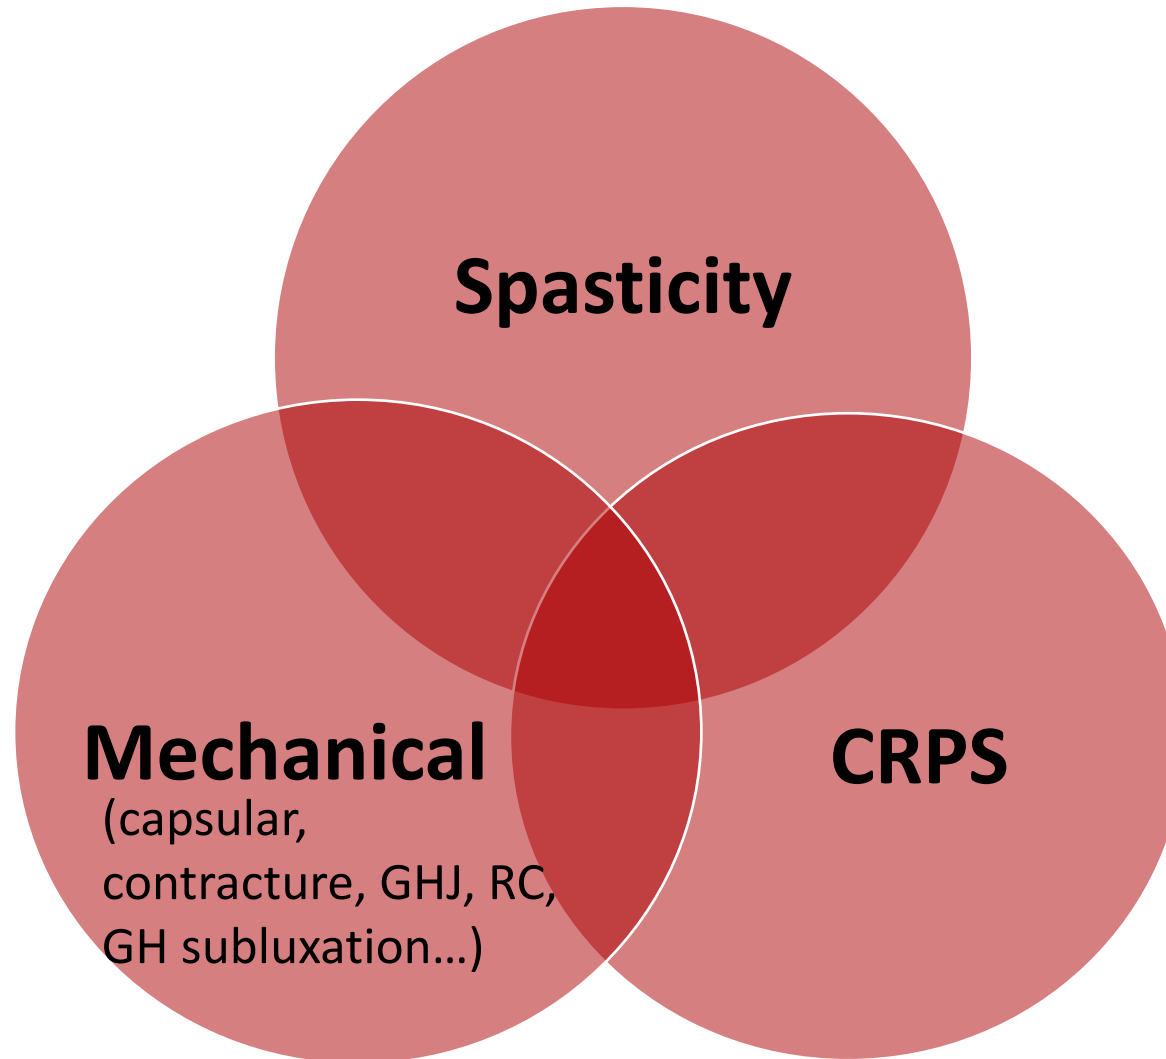 Spasticity
Mechanical
(capsular,
contracture, GHJ, RC,
GH subluxation...)
CRPS